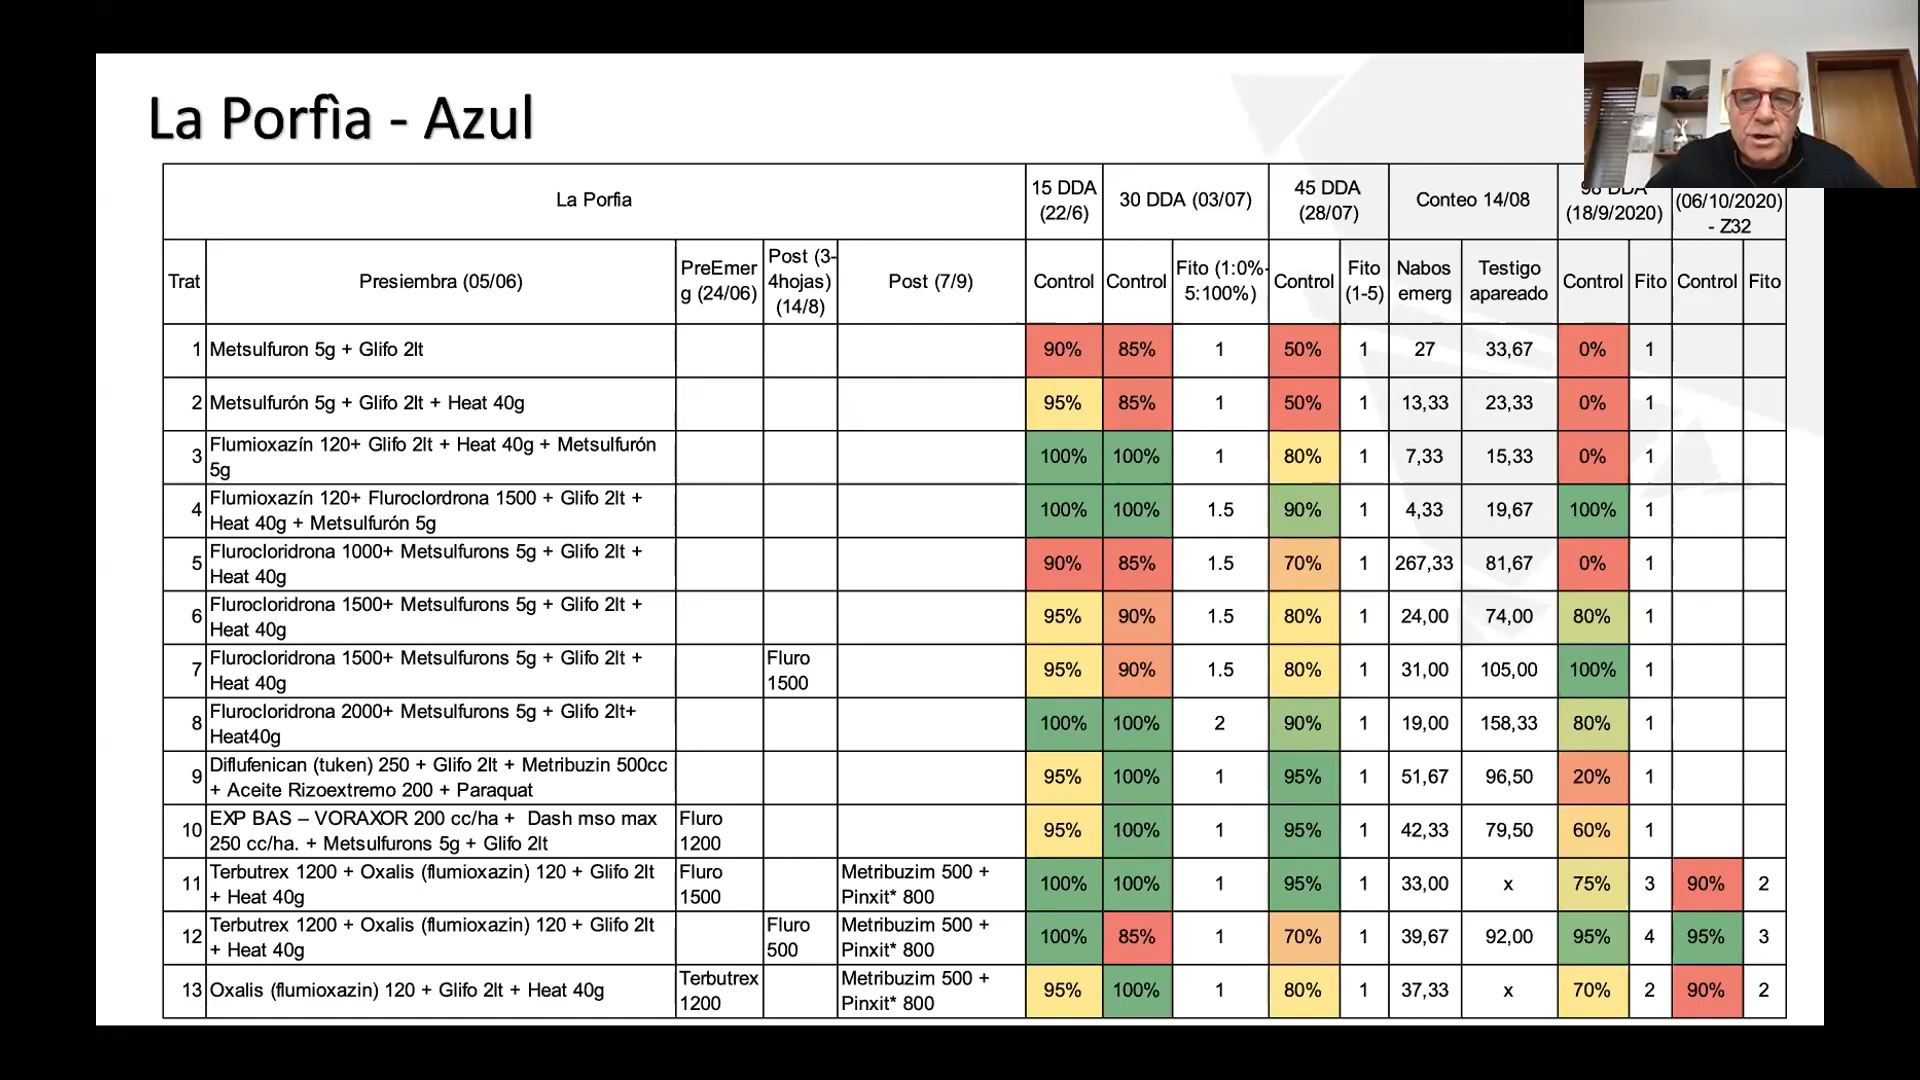 La Porfìa - Azul
La Porfia
15 DDA
(22/6)
30 DDA (03/07)
45 DDA
(28/07)
Conteo 14/08
98 DDA
(18/9/2020)
(06/10/2020)
- Z32
Trat
Presiembra (05/06)
PreEmer
g (24/06)
Post (3-
4hojas)
(14/8)
Post (7/9)
Control
Control
Fito (1:0%-
5:100%)
Control
Fito
(1-5)
Nabos
emerg
Testigo
apareado
Control
Fito
Control
Fito
1 Metsulfuron 5g + Glifo 2lt 90% 85% 1 50% 1 27 33,67 0% 1
2 Metsulfurón 5g + Glifo 2lt + Heat 40g 95% 85% 1 50% 1 13,33 23,33 0% 1
3 Flumioxazín 120+ Glifo 2lt + Heat 40g + Metsulfurón
5g 100% 100% 1 80% 1 7,33 15,33 0% 1
4 Flumioxazín 120+ Fluroclordrona 1500 + Glifo 2lt +
Heat 40g + Metsulfurón 5g 100% 100% 1.5 90% 1 4,33 19,67 100% 1
5 Flurocloridrona 1000+ Metsulfurons 5g + Glifo 2lt +
Heat 40g 90% 85% 1.5 70% 1 267,33 81,67 0% 1
6 Flurocloridrona 1500+ Metsulfurons 5g + Glifo 2lt +
Heat 40g 95% 90% 1.5 80% 1 24,00 74,00 80% 1
7 Flurocloridrona 1500+ Metsulfurons 5g + Glifo 2lt +
Heat 40g Fluro
1500 95% 90% 1.5 80% 1 31,00 105,00 100% 1
8 Flurocloridrona 2000+ Metsulfurons 5g + Glifo 2lt+
Heat40g 100% 100% 2 90% 1 19,00 158,33 80% 1
9 Diflufenican (tuken) 250 + Glifo 2lt + Metribuzin 500cc
+ Aceite Rizoextremo 200 + Paraquat 95% 100% 1 95% 1 51,67 96,50 20% 1
10 EXP BAS – VORAXOR 200 cc/ha + Dash mso max
250 cc/ha. + Metsulfurons 5g + Glifo 2lt Fluro
1200 95% 100% 1 95% 1 42,33 79,50 60% 1
11 Terbutrex 1200 + Oxalis (flumioxazin) 120 + Glifo 2lt
+ Heat 40g Fluro
1500 Metribuzim 500 +
Pinxit* 800 100% 100% 1 95% 1 33,00 x 75% 3 90% 2
12 Terbutrex 1200 + Oxalis (flumioxazin) 120 + Glifo 2lt
+ Heat 40g Fluro
500 Metribuzim 500 +
Pinxit* 800 100% 85% 1 70% 1 39,67 92,00 95% 4 95% 3
13 Oxalis (flumioxazin) 120 + Glifo 2lt + Heat 40g Terbutrex
1200 Metribuzim 500 +
Pinxit* 800 95% 100% 1 80% 1 37,33 x 70% 2 90% 2